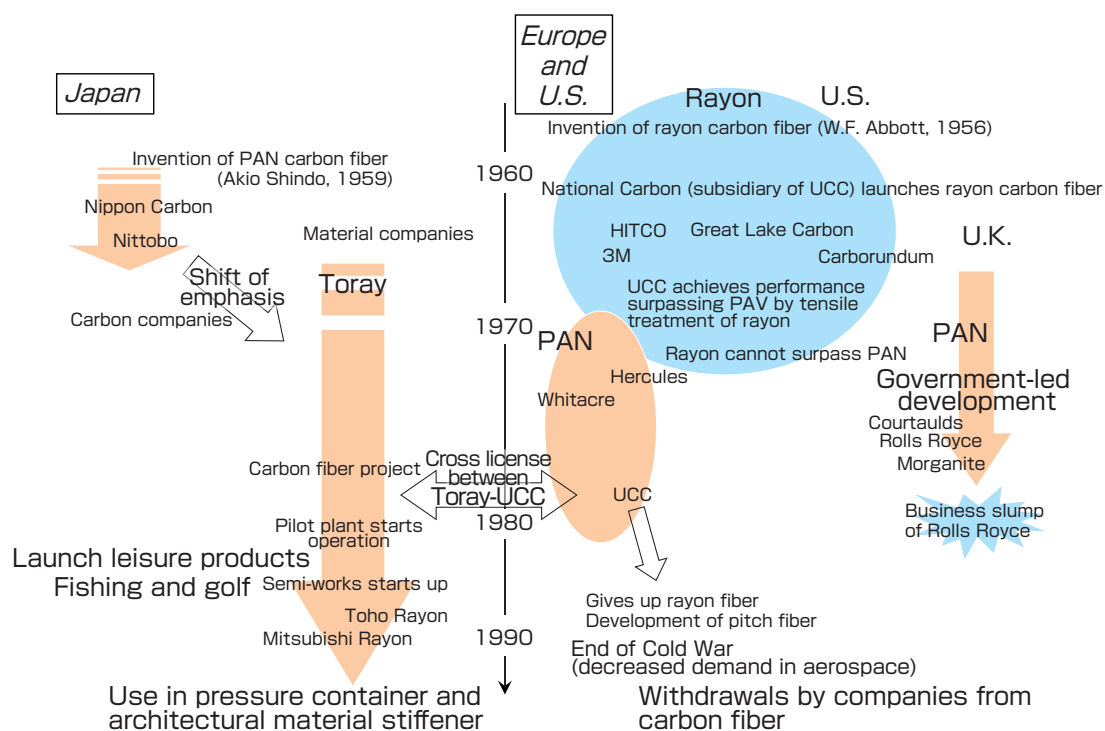 Japan
Europe
and
U.S.
Invention of PAN carbon fiber
(Akio Shindo, 1959)
Nippon Carbon
Nittobo
Shift of
emphasis
Carbon companies
Material companies
Toray
Carbon fiber project
Pilot plant starts
operation
Launch leisure products
Fishing and golf
Semi-works starts up
Toho Rayon
Mitsubishi Rayon
Use in pressure container and
architectural material stiffener
1960
1970
1980
1990
Cross license
between
Toray-UCC
Rayon
U.S.
Invention of rayon carbon fiber (W.F. Abbott, 1956)
National Carbon (subsidiary of UCC) launches rayon carbon fiber
HITCO
Great Lake Carbon
3M
Carborundum
UCC achieves performance
surpassing PAV by tensile
treatment of rayon
Rayon cannot surpass PAN
PAN
Hercules
Whitacre
UCC
Gives up rayon fiber
Development of pitch fiber
End of Cold War
(decreased demand in aerospace)
Withdrawals by companies from
carbon fiber
U.K.
PAN
Government-led
development
Courtaulds
Rolls Royce
Morganite
Business slump
of Rolls Royce